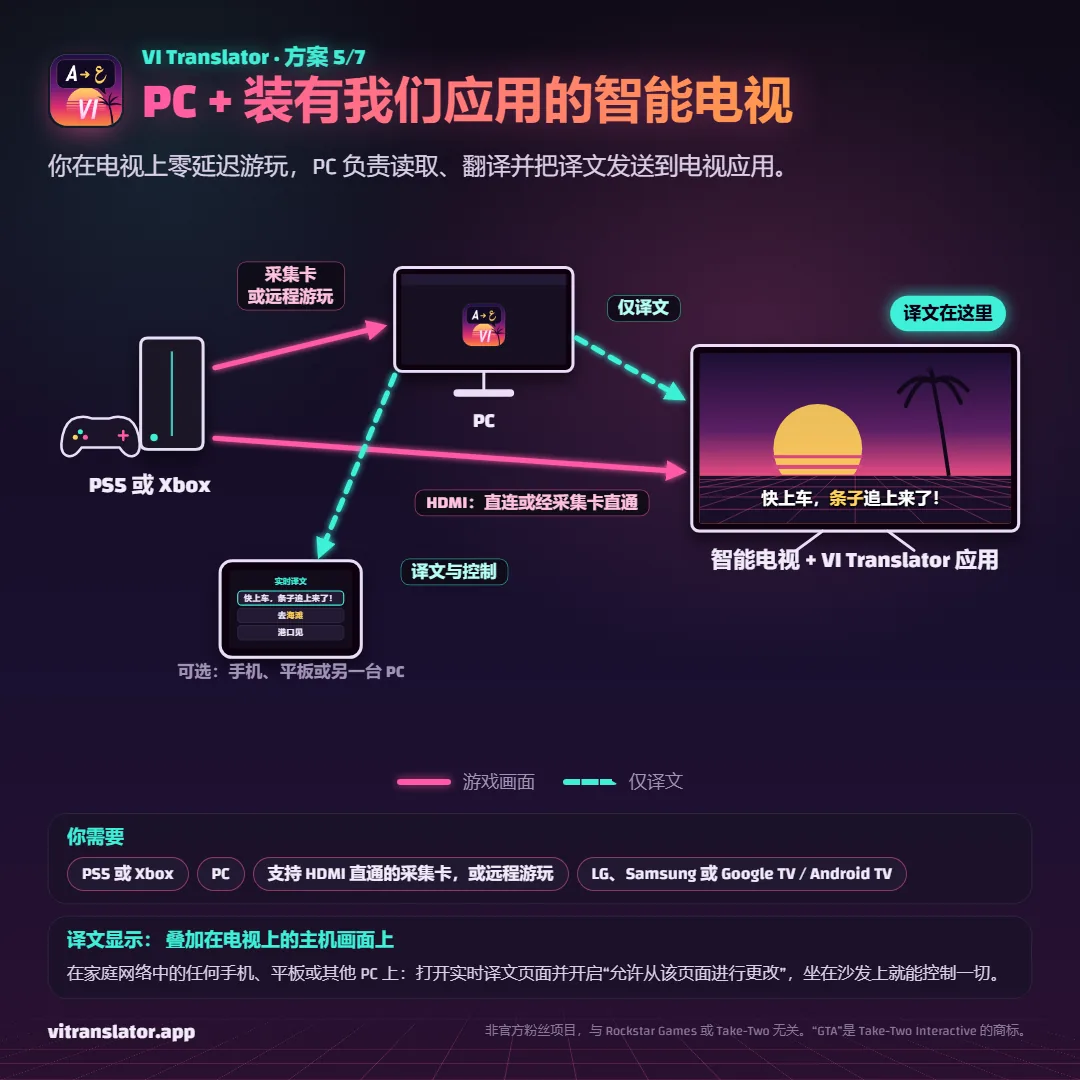 A→ع
VI
VI Translator · 方案 5/7
PC + 装有我们应用的智能电视
你在电视上零延迟游玩，PC 负责读取、翻译并把译文发送到电视应用。
采集卡
或远程游玩
仅译文
译文在这里
A→ع
VI
PC
PS5 或 Xbox
快上车，条子追上来了！
HDMI：直连或经采集卡直通
智能电视 + VI Translator 应用
译文与控制
实时译文
快上车，条子追上来了！
去海滩
港口见
可选：手机、平板或另一台 PC
游戏画面
仅译文
你需要
PS5 或 Xbox
PC
支持 HDMI 直通的采集卡，或远程游玩
LG、Samsung 或 Google TV / Android TV
译文显示： 叠加在电视上的主机画面上
在家庭网络中的任何手机、平板或其他 PC 上：打开实时译文页面并开启“允许从该页面进行更改”，坐在沙发上就能控制一切。
vitranslator.app
非官方粉丝项目，与 Rockstar Games 或 Take-Two 无关。“GTA”是 Take-Two Interactive 的商标。